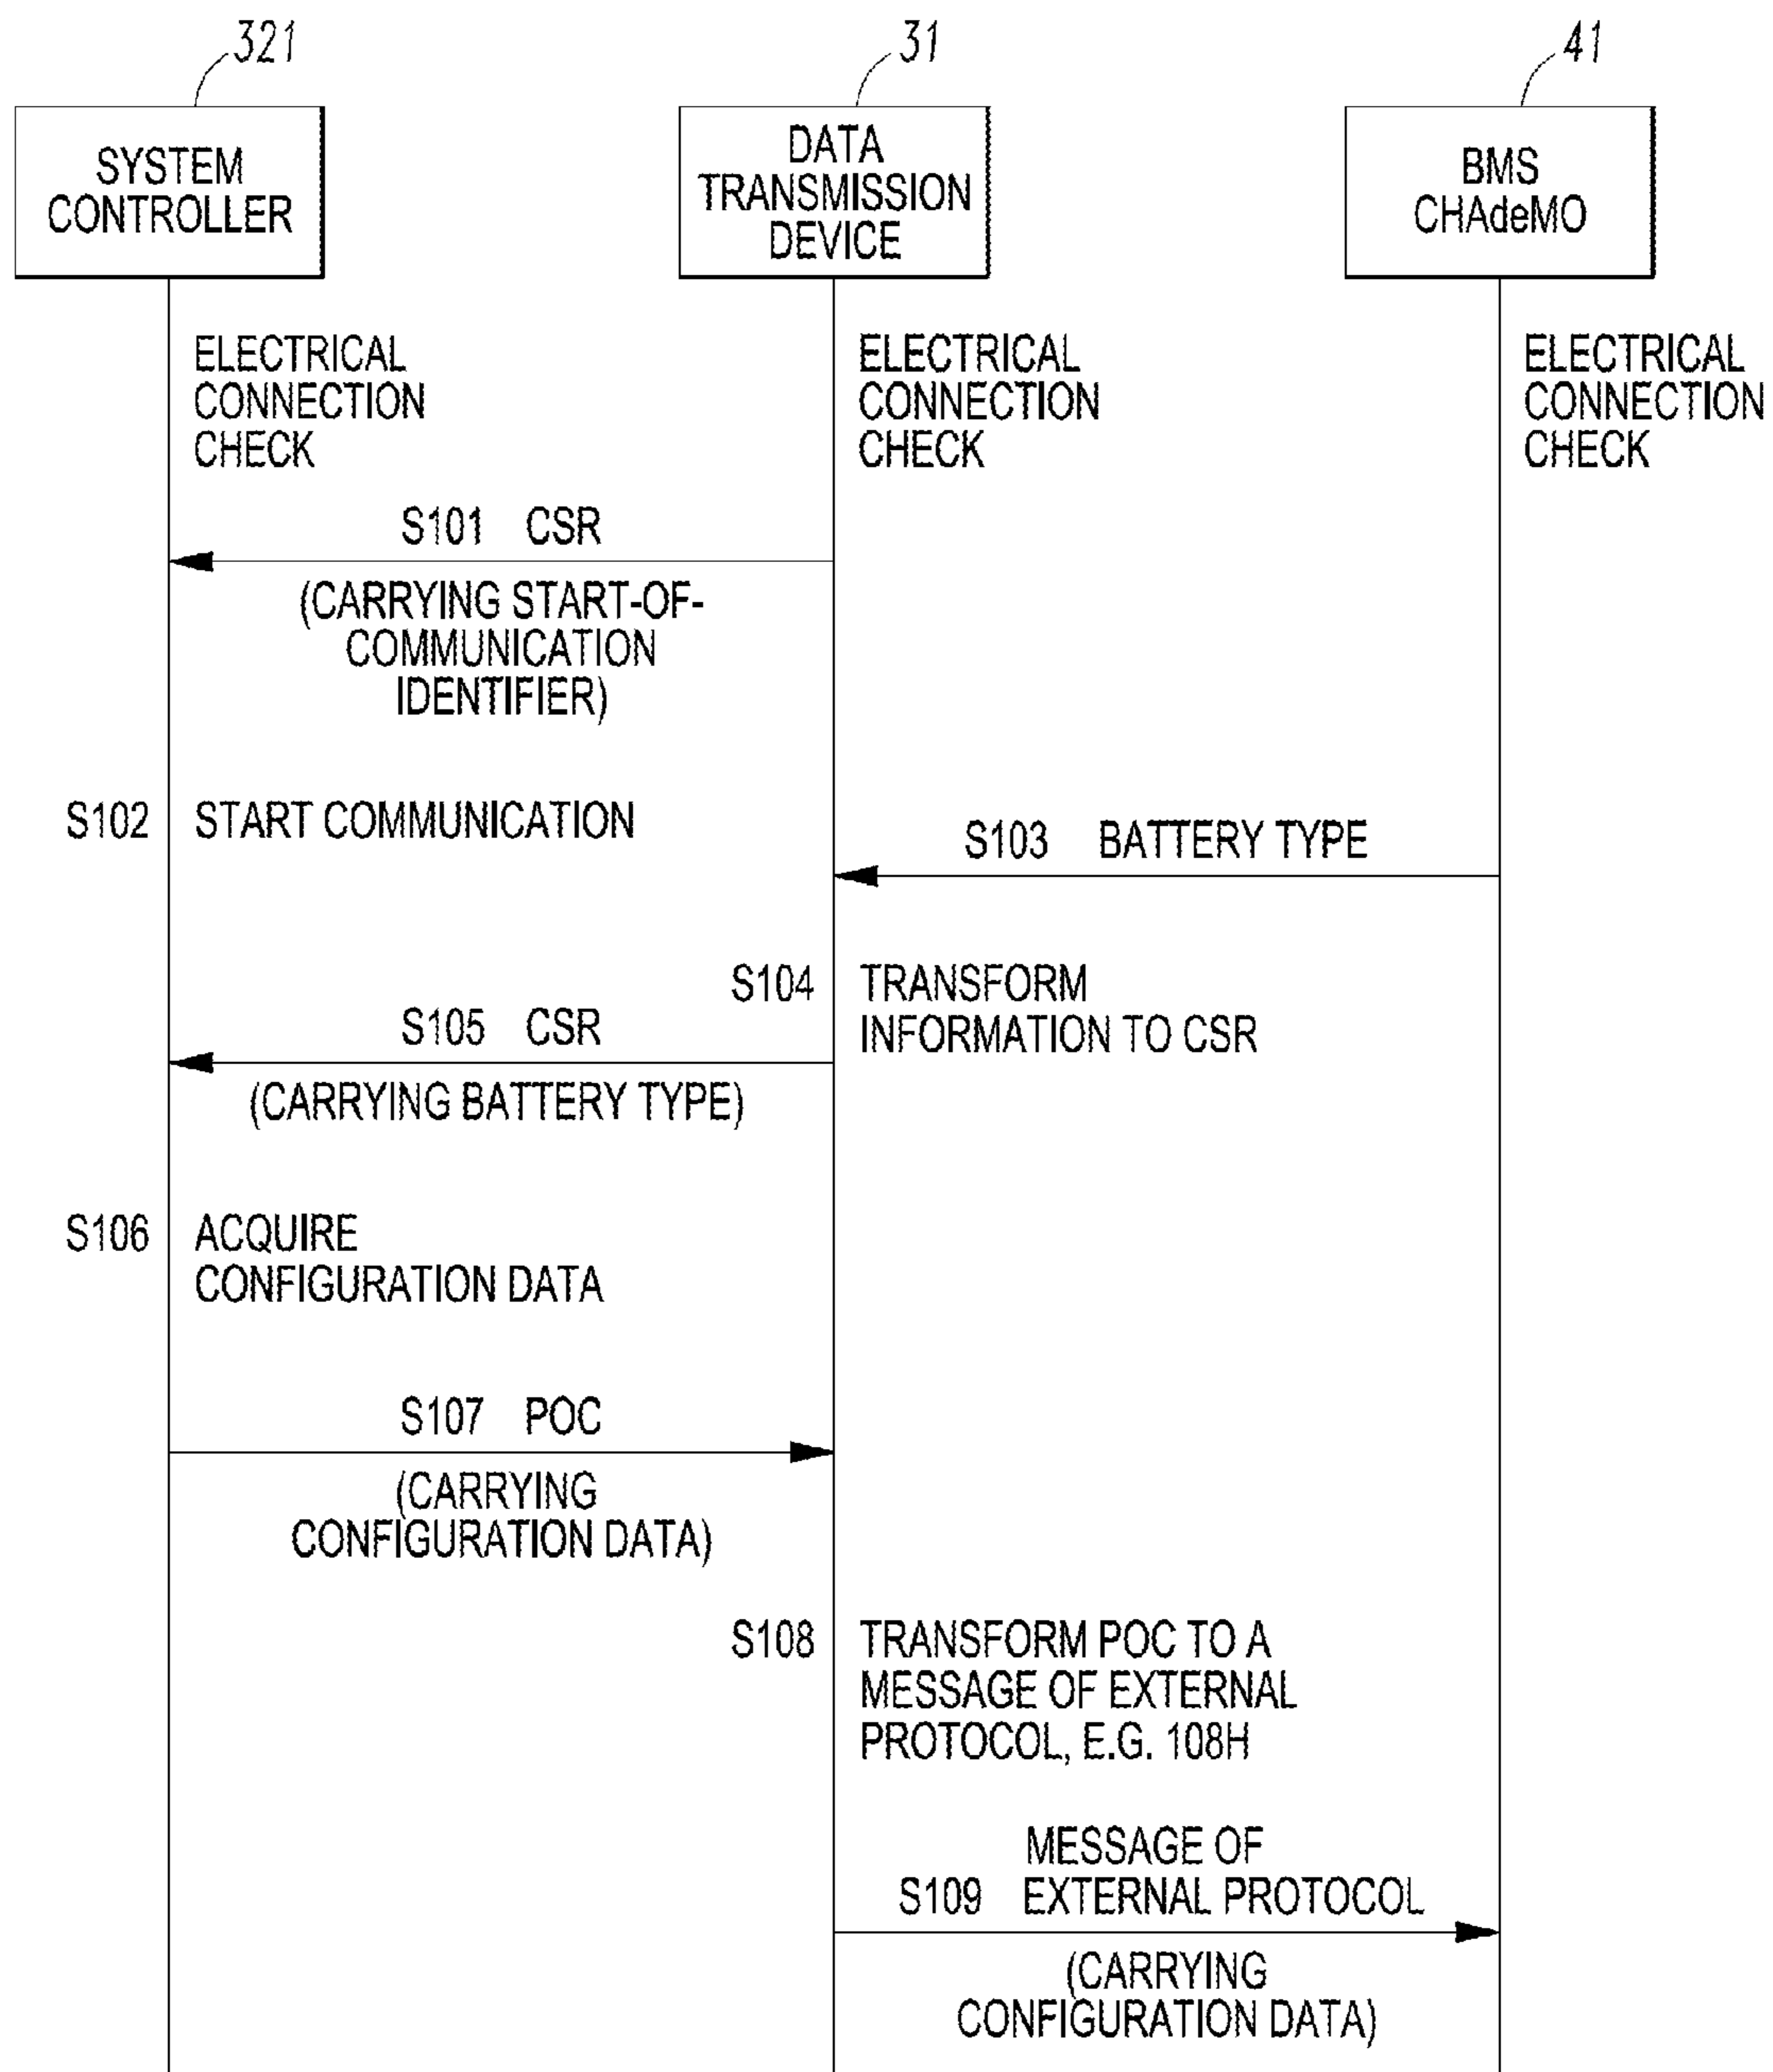 321
31
41
SYSTEM
CONTROLLER
DATA
TRANSMISSION
DEVICE
BMS
CHAdeMO
ELECTRICAL
CONNECTION
CHECK
ELECTRICAL
CONNECTION
CHECK
ELECTRICAL
CONNECTION
CHECK
S101 CSR
(CARRYING START-OF-
COMMUNICATION
IDENTIFIER)
S102 START COMMUNICATION
S103 BATTERY TYPE
S104 TRANSFORM
INFORMATION TO CSR
S105 CSR
(CARRYING BATTERY TYPE)
S106 ACQUIRE
CONFIGURATION DATA
S107 POC
(CARRYING
CONFIGURATION DATA)
S108 TRANSFORM POC TO A
MESSAGE OF EXTERNAL
PROTOCOL, E.G. 108H
MESSAGE OF
S109 EXTERNAL PROTOCOL
(CARRYING
CONFIGURATION DATA)